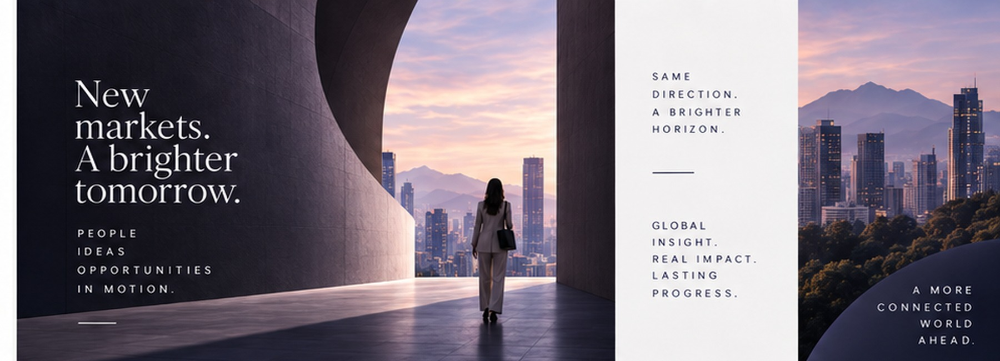 New
markets.
A brighter
tomorrow.
PEOPLE
IDEAS
OPPORTUNITIES
IN MOTION.
SAME
DIRECTION.
A BRIGHTER
HORIZON.
GLOBAL
INSIGHT.
REAL IMPACT.
LASTING
PROGRESS.
A MORE
CONNECTED
WORLD
AHEAD.